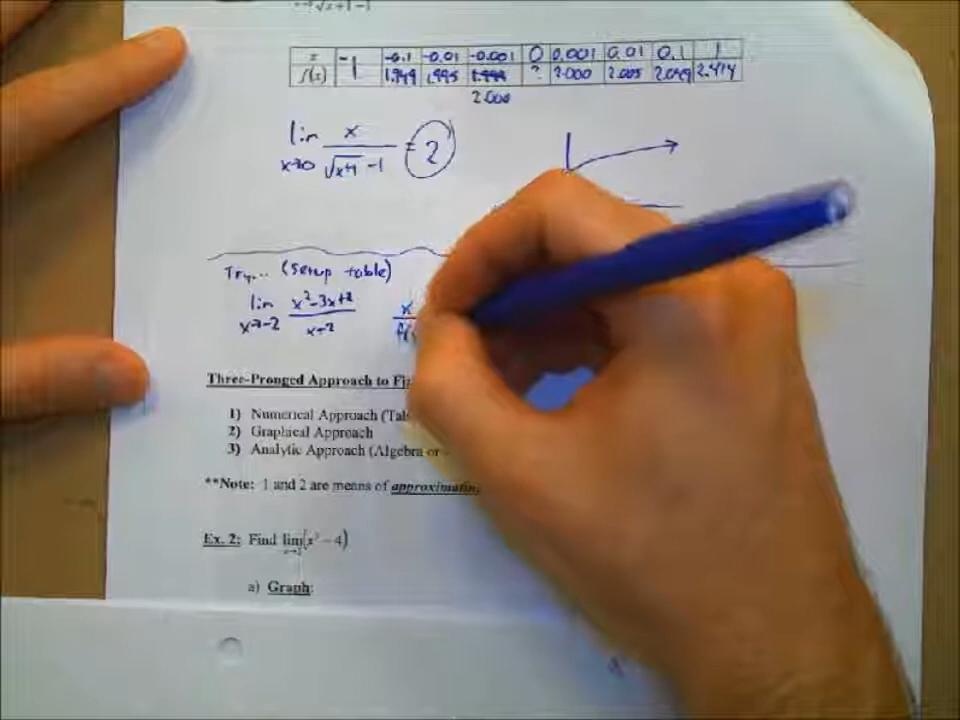 √x+1 -1
x -1 -0.1 -0.01 -0.001 0 0.001 0.01 0.1 1
f(x) 1.949 1.995 1.999 ? 2.000 2.005 2.049 2.414
2.000
lim x→0 x / √x+1 -1 = 2
Try... (setup table)
lim x→-2 x²-3x+2 / x-2
x
f(x
Three-Pronged Approach to Fi
1) Numerical Approach (Tab
2) Graphical Approach
3) Analytic Approach (Algebra or
**Note: 1 and 2 are means of approximatin
Ex. 2: Find lim (x² - 4)
a) Graph: